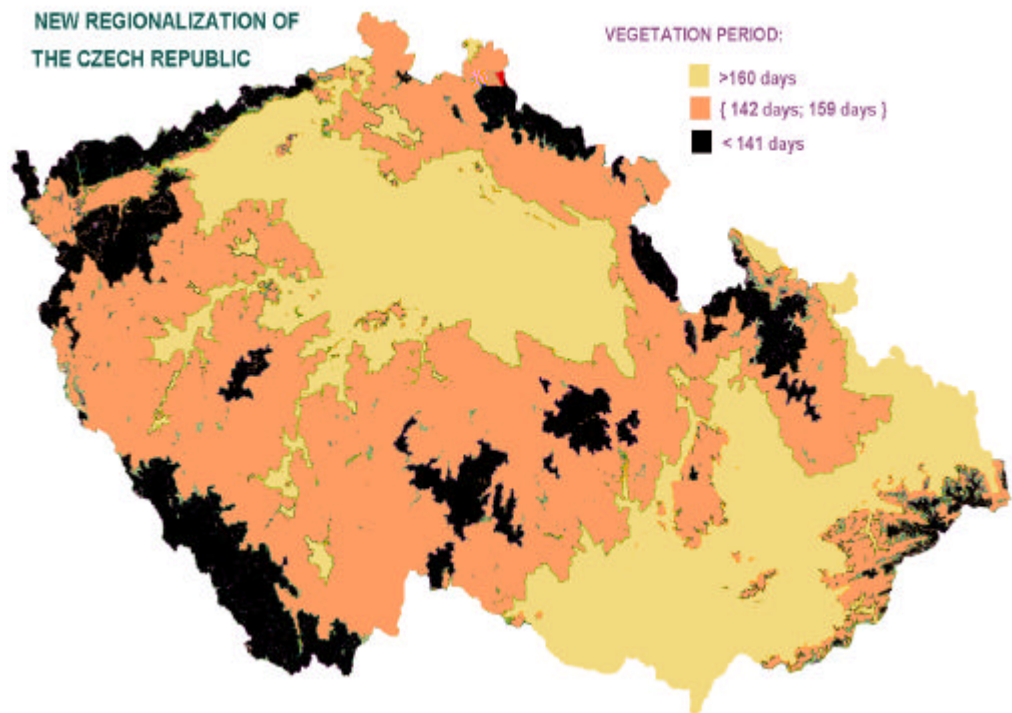 NEW REGIONALIZATION OF
THE CZECH REPUBLIC
VEGETATION PERIOD:
>160 days
{ 142 days; 159 days }
< 141 days